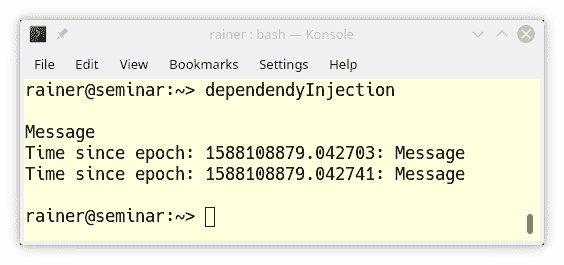 rainer : bash — Konsole
File Edit View Bookmarks Settings Help
rainer@seminar:~> dependendyInjection
Message
Time since epoch: 1588108879.042703: Message
Time since epoch: 1588108879.042741: Message
rainer@seminar:~>